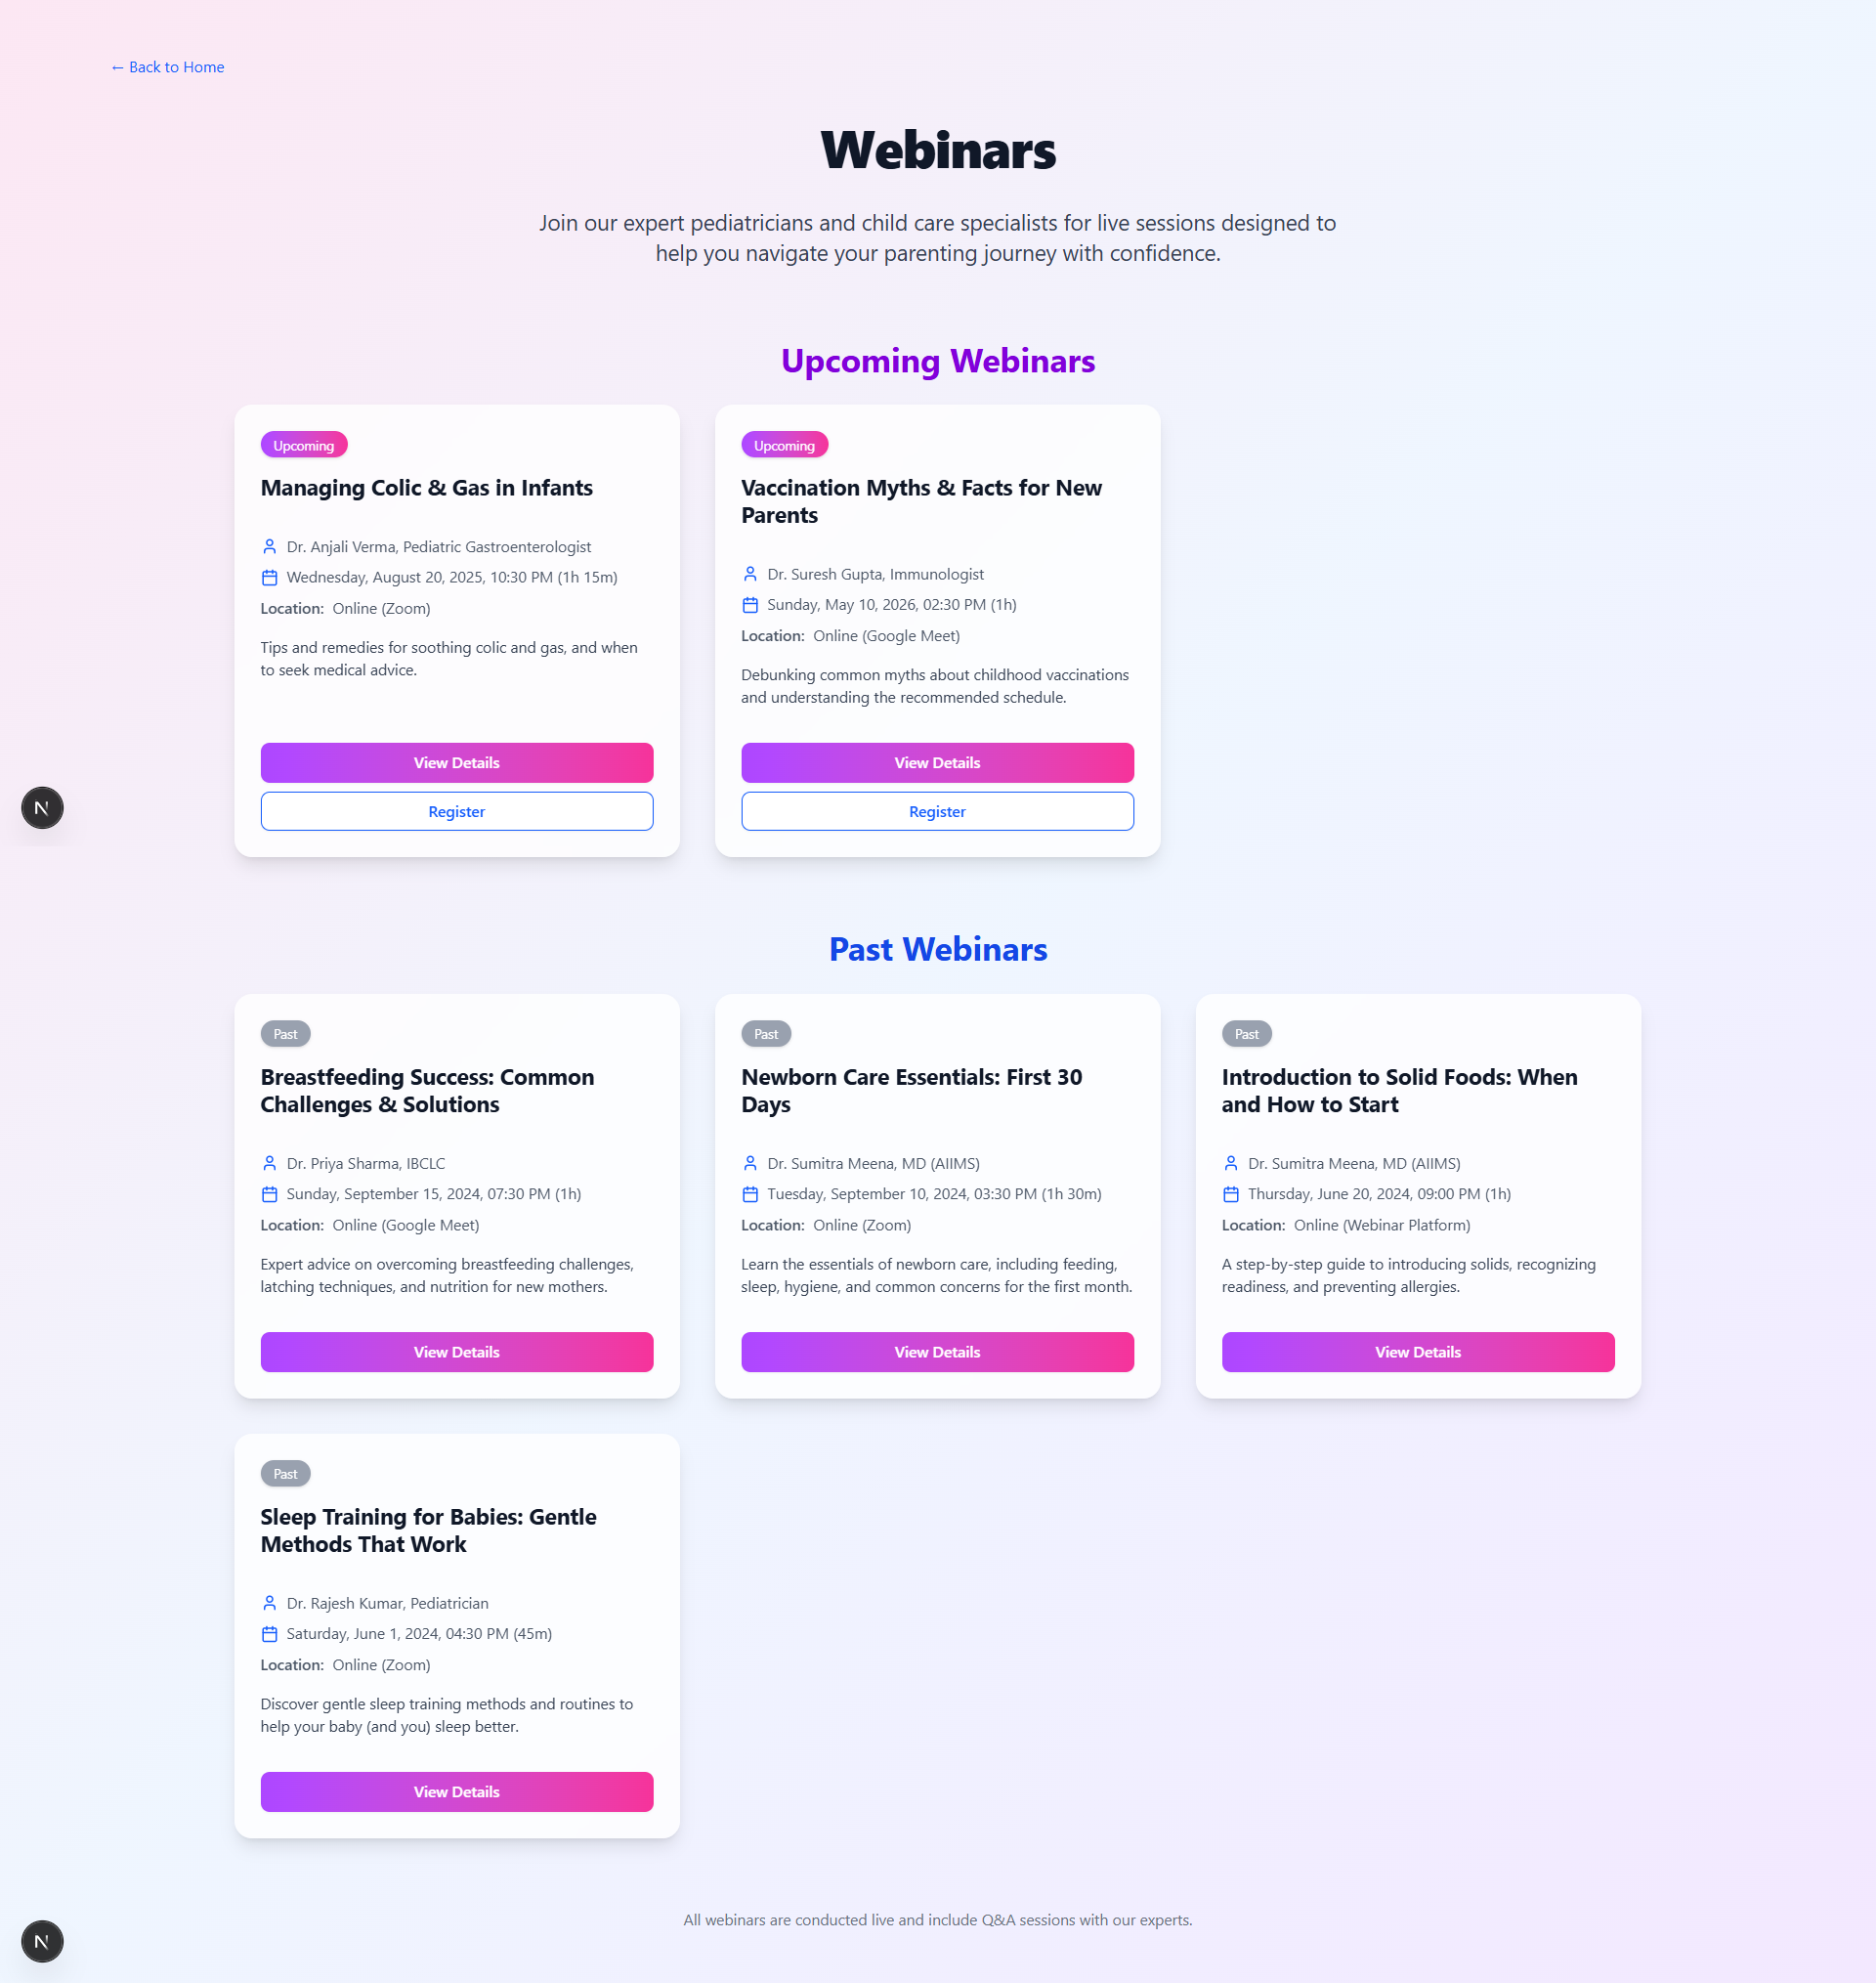 ← Back to Home
Webinars
Join our expert pediatricians and child care specialists for live sessions designed to
help you navigate your parenting journey with confidence.
Upcoming Webinars
Upcoming
Managing Colic & Gas in Infants
Dr. Anjali Verma, Pediatric Gastroenterologist
Wednesday, August 20, 2025, 10:30 PM (1h 15m)
Location: Online (Zoom)
Tips and remedies for soothing colic and gas, and when
to seek medical advice.
View Details
Register
Upcoming
Vaccination Myths & Facts for New
Parents
Dr. Suresh Gupta, Immunologist
Sunday, May 10, 2026, 02:30 PM (1h)
Location: Online (Google Meet)
Debunking common myths about childhood vaccinations
and understanding the recommended schedule.
View Details
Register
N
Past Webinars
Past
Breastfeeding Success: Common
Challenges & Solutions
Dr. Priya Sharma, IBCLC
Sunday, September 15, 2024, 07:30 PM (1h)
Location: Online (Google Meet)
Expert advice on overcoming breastfeeding challenges,
latching techniques, and nutrition for new mothers.
View Details
Past
Newborn Care Essentials: First 30
Days
Dr. Sumitra Meena, MD (AIIMS)
Tuesday, September 10, 2024, 03:30 PM (1h 30m)
Location: Online (Zoom)
Learn the essentials of newborn care, including feeding,
sleep, hygiene, and common concerns for the first month.
View Details
Past
Introduction to Solid Foods: When
and How to Start
Dr. Sumitra Meena, MD (AIIMS)
Thursday, June 20, 2024, 09:00 PM (1h)
Location: Online (Webinar Platform)
A step-by-step guide to introducing solids, recognizing
readiness, and preventing allergies.
View Details
Past
Sleep Training for Babies: Gentle
Methods That Work
Dr. Rajesh Kumar, Pediatrician
Saturday, June 1, 2024, 04:30 PM (45m)
Location: Online (Zoom)
Discover gentle sleep training methods and routines to
help your baby (and you) sleep better.
View Details
All webinars are conducted live and include Q&A sessions with our experts.
N